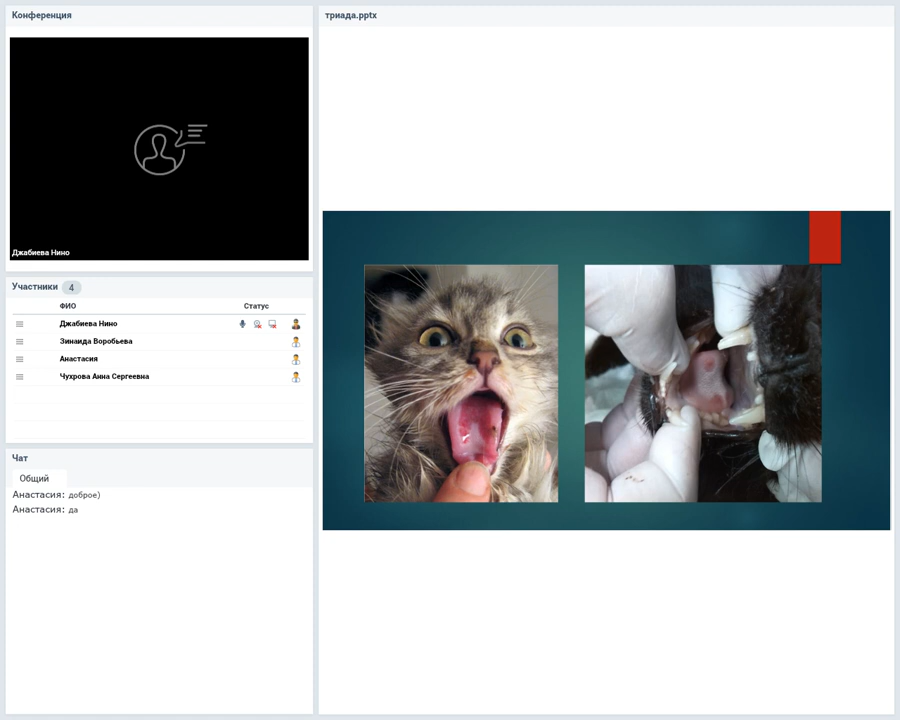 Конференция
Джабиева Нино
Участники 4
ФИО Статус
Джабиева Нино
Зинаида Воробьева
Анастасия
Чухрова Анна Сергеевна
Чат
Общий
Анастасия: доброе)
Анастасия: да
триада.pptx